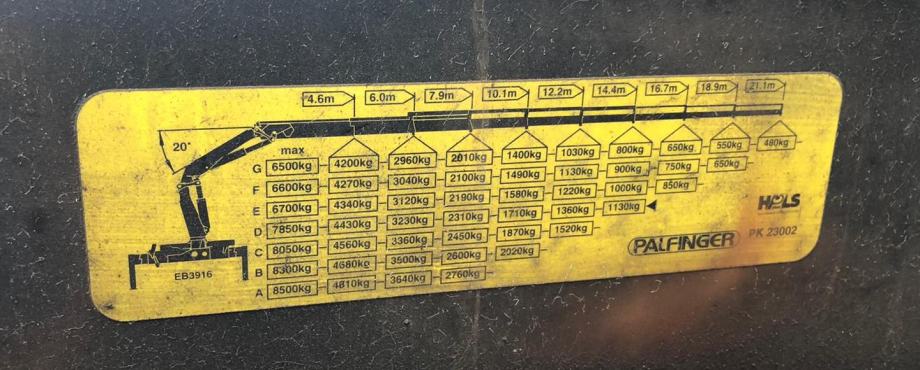 4.6m 6.0m 7.9m 10.1m 12.2m 14.4m 16.7m 18.9m 21.1m
20°
max
G 6500kg 4200kg 2960kg 2010kg 1400kg 1030kg 800kg 650kg 550kg 480kg
F 6600kg 4270kg 3040kg 2100kg 1490kg 1130kg 900kg 750kg 650kg
E 6700kg 4340kg 3120kg 2190kg 1580kg 1220kg 1000kg 850kg
D 7850kg 4430kg 3230kg 2310kg 1710kg 1360kg 1130kg
C 8050kg 4560kg 3360kg 2450kg 1870kg 1520kg
B 8300kg 4680kg 3500kg 2600kg 2020kg
A 8500kg 4810kg 3640kg 2760kg
EB3916
HPLS
PALFINGER PK 23002